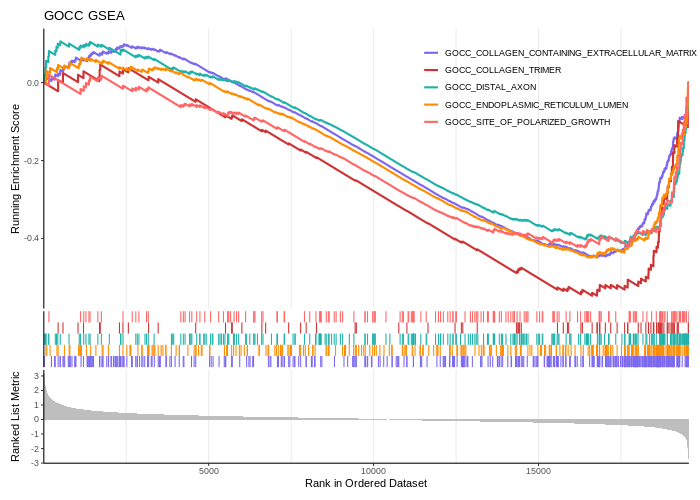 GOCC GSEA
GOCC_COLLAGEN_CONTAINING_EXTRACELLULAR_MATRIX
GOCC_COLLAGEN_TRIMER
GOCC_DISTAL_AXON
GOCC_ENDOPLASMIC_RETICULUM_LUMEN
GOCC_SITE_OF_POLARIZED_GROWTH
Running Enrichment Score
0.0
-0.2
-0.4
Ranked List Metric
3
2
1
0
-1
-2
-3
5000 10000 15000
Rank in Ordered Dataset